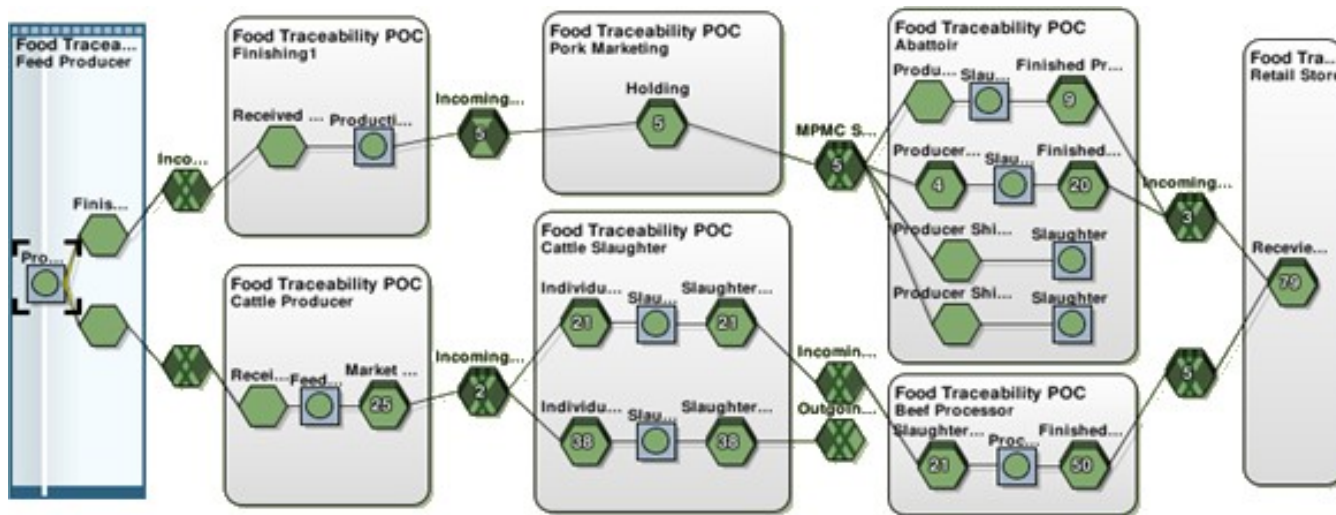 Food Tracea...
Feed Producer
Finis...
Pro...
Inco...
Food Traceability POC
Finishing1
Received ...
Producti...
Incoming...
5
Food Traceability POC
Pork Marketing
Holding
5
MPMC S...
5
Food Traceability POC
Abattoir
Produ...
Slau...
Finished Pr...
9
Producer...
4
Slau...
Finished...
20
Producer Shi...
Slaughter
Producer Shi...
Slaughter
Incoming...
3
Food Tra...
Retail Store
Recevie...
79
Food Traceability POC
Cattle Producer
Recei...
Feed...
Market ...
25
Incoming...
2
Food Traceability POC
Cattle Slaughter
Individu...
21
Slau...
Slaughter...
21
Individu...
38
Slau...
Slaughter...
38
Incomin...
Outgoin...
Food Traceability POC
Beef Processor
Slaughter...
21
Proc...
Finished...
50
5